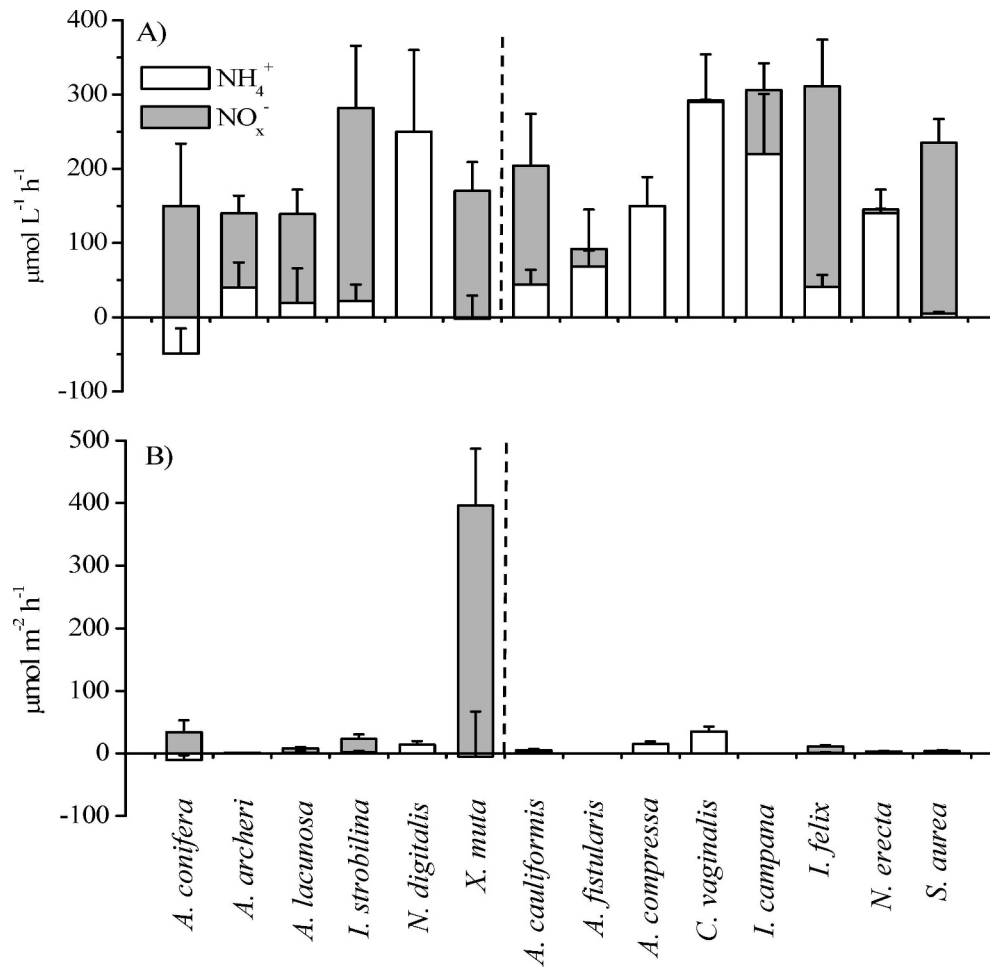 A)
NH₄⁺
NOₓ⁻
400
300
200
100
0
-100
µmol L⁻¹ h⁻¹
B)
500
400
300
200
100
0
-100
µmol m⁻² h⁻¹
A. conifera
A. archeri
A. lacunosa
I. strobilina
N. digitalis
X. muta
A. cauliformis
A. fistularis
A. compressa
C. vaginalis
I. campana
I. felix
N. erecta
S. aurea